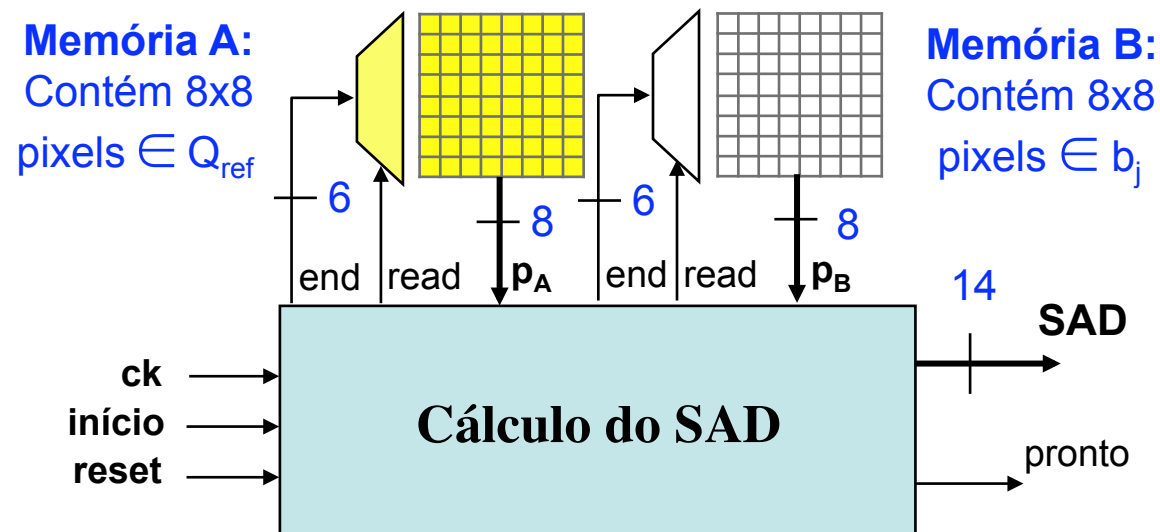 Memória A:
Contém 8x8
pixels ∈ Q_ref
Memória B:
Contém 8x8
pixels ∈ b_j
6
8
6
8
end
read
p_A
end
read
p_B
14
SAD
ck
início
reset
Cálculo do SAD
pronto